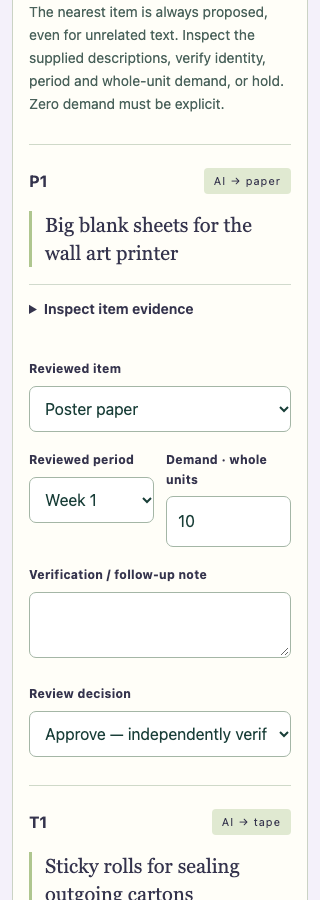 The nearest item is always proposed,
even for unrelated text. Inspect the
supplied descriptions, verify identity,
period and whole-unit demand, or hold.
Zero demand must be explicit.
P1
AI → paper
Big blank sheets for the
wall art printer
▶ Inspect item evidence
Reviewed item
Poster paper
Reviewed period
Week 1
Demand · whole
units
10
Verification / follow-up note
Review decision
Approve — independently verif
T1
AI → tape
Sticky rolls for sealing
outgoing cartons